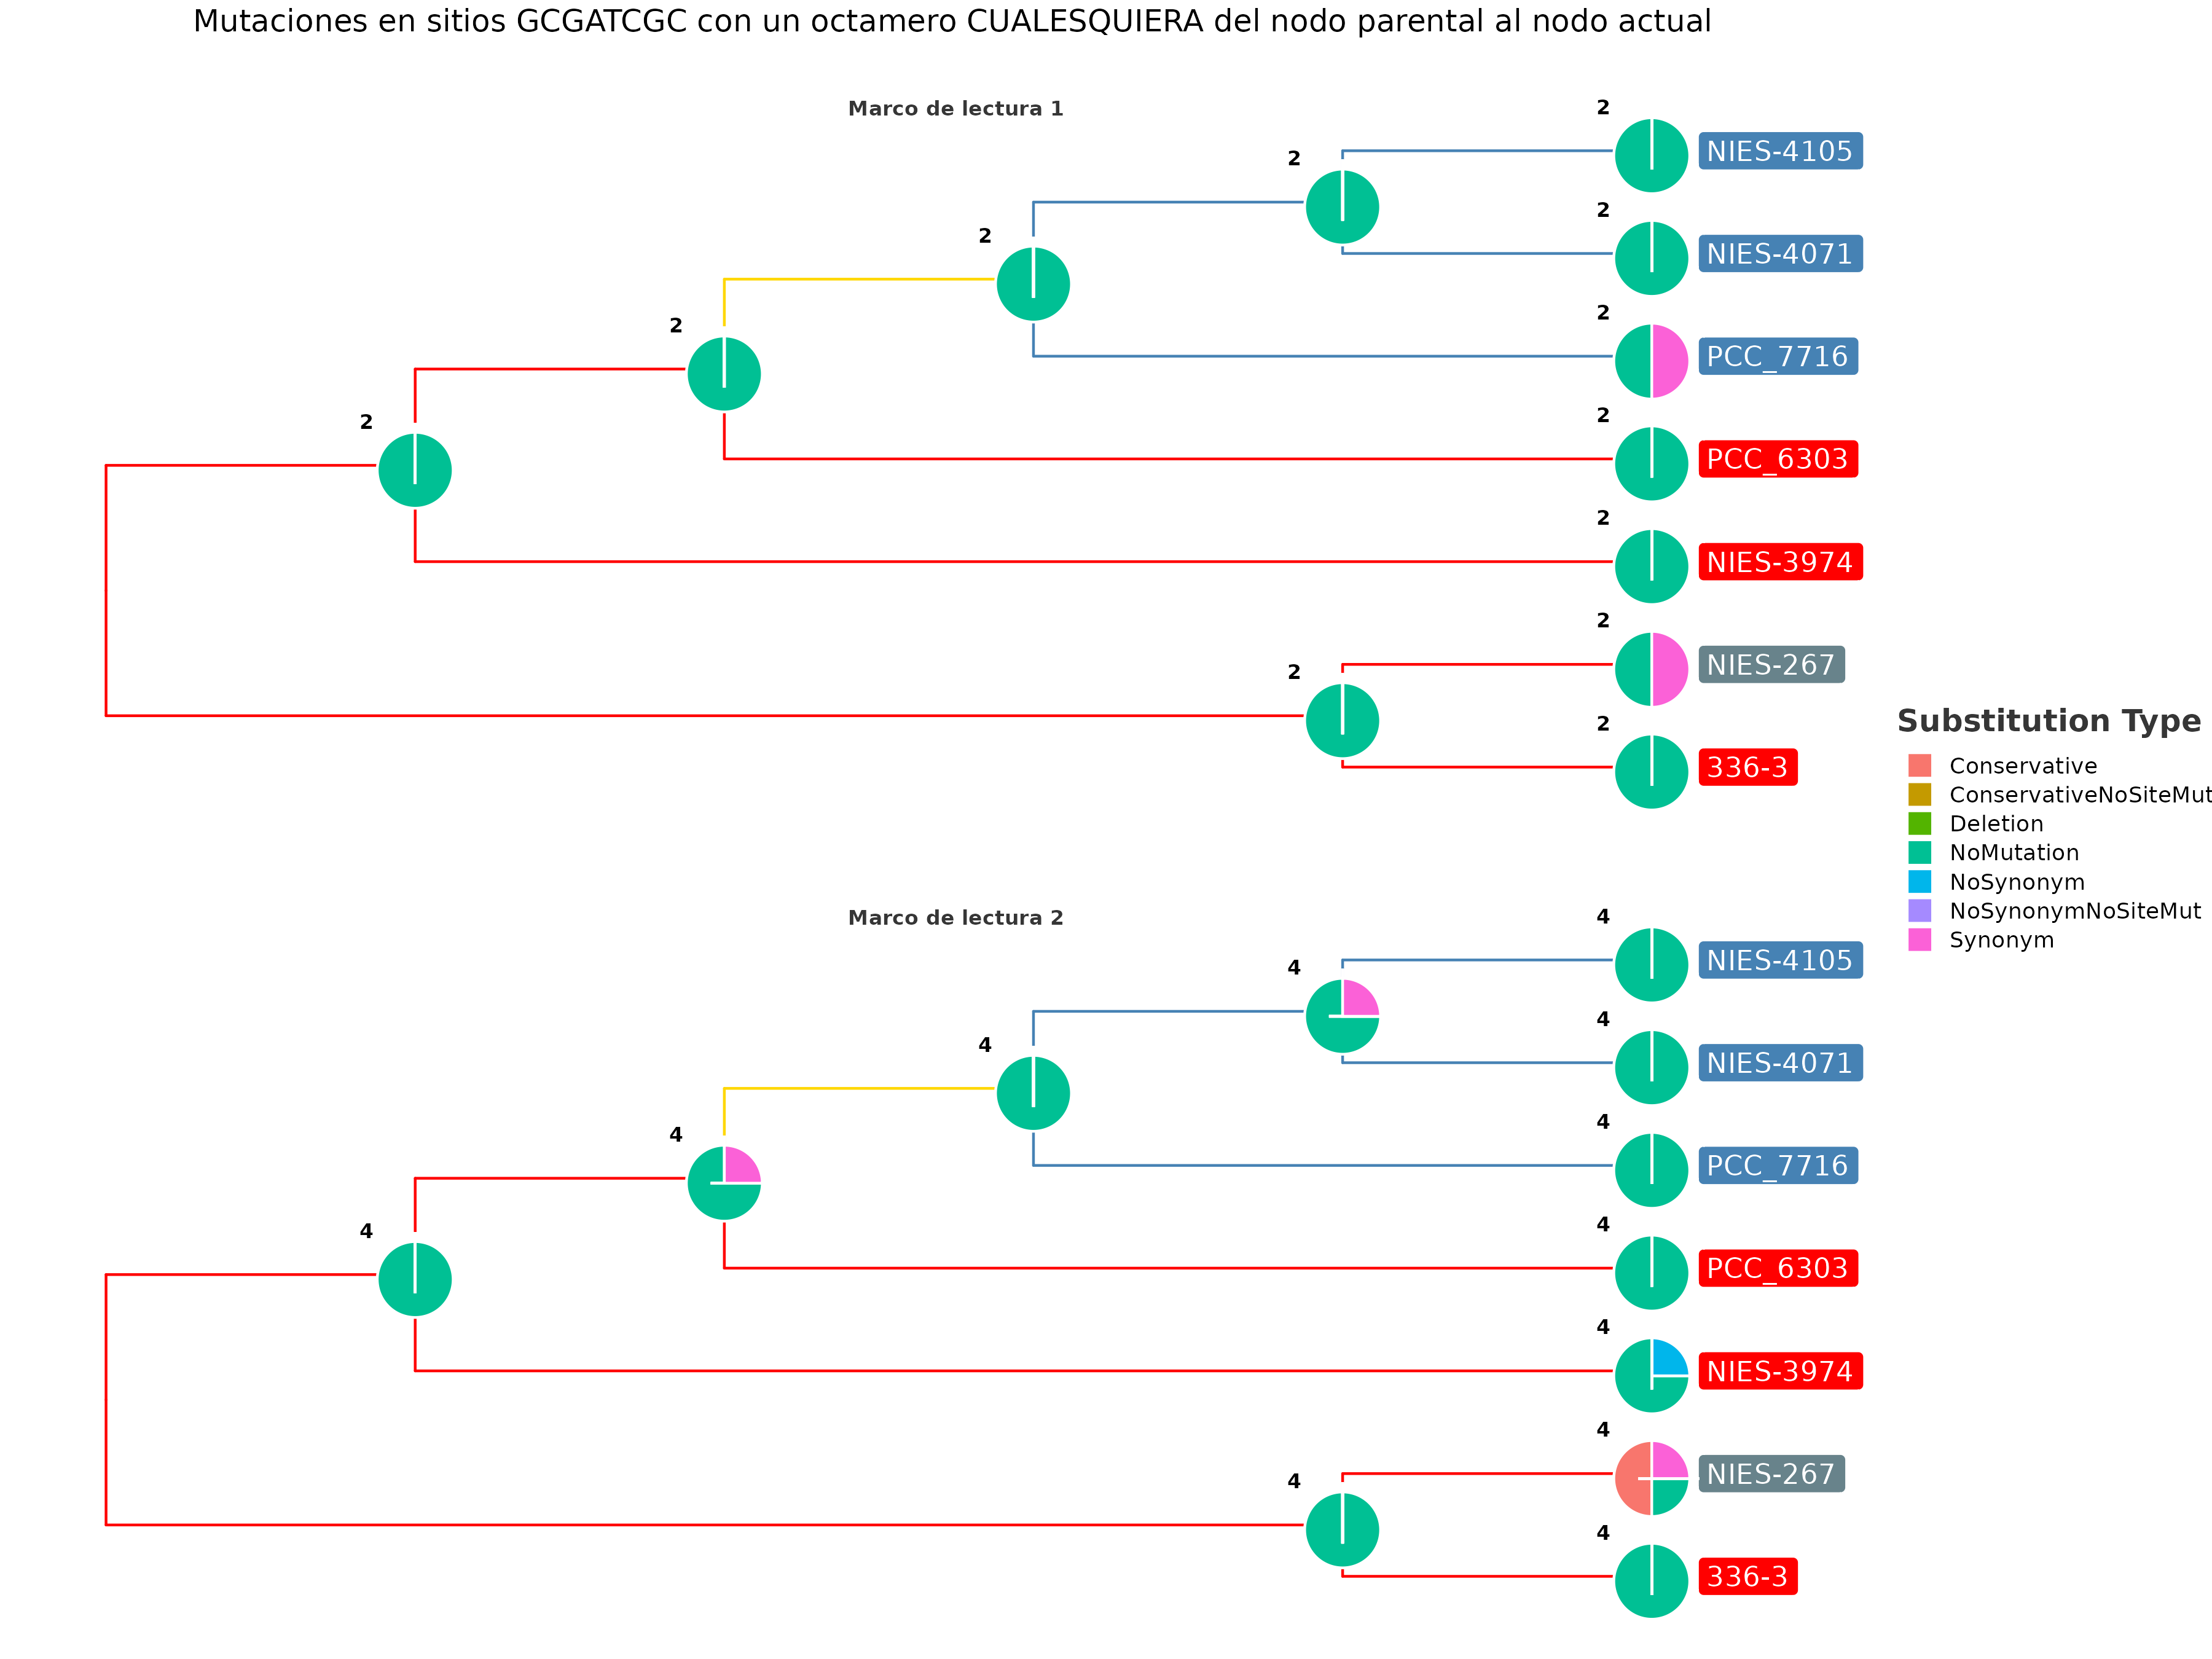 Mutaciones en sitios GCGATCGC con un octamero CUALESQUIERA del nodo parental al nodo actual
Marco de lectura 1
2
NIES-4105
2
2
NIES-4071
2
2
PCC_7716
2
2
PCC_6303
2
2
NIES-3974
2
NIES-267
2
2
336-3
Substitution Type
Conservative
ConservativeNoSiteMut
Deletion
NoMutation
NoSynonym
NoSynonymNoSiteMut
Synonym
Marco de lectura 2
4
NIES-4105
4
4
NIES-4071
4
4
PCC_7716
4
4
PCC_6303
4
4
NIES-3974
4
NIES-267
4
4
336-3